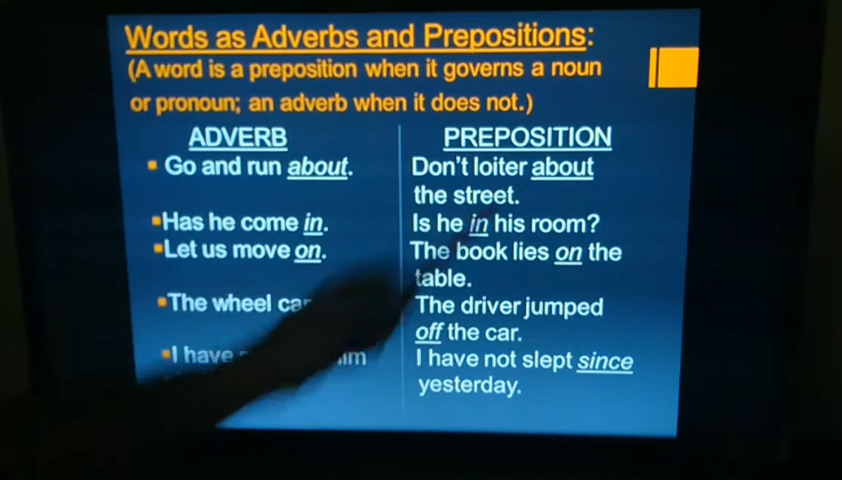 Words as Adverbs and Prepositions:
(A word is a preposition when it governs a noun
or pronoun; an adverb when it does not.)
ADVERB
Go and run about.
Has he come in.
Let us move on.
The wheel
I have
PREPOSITION
Don't loiter about
the street.
Is he in his room?
The book lies on the
table.
The driver jumped
off the car.
I have not slept since
yesterday.